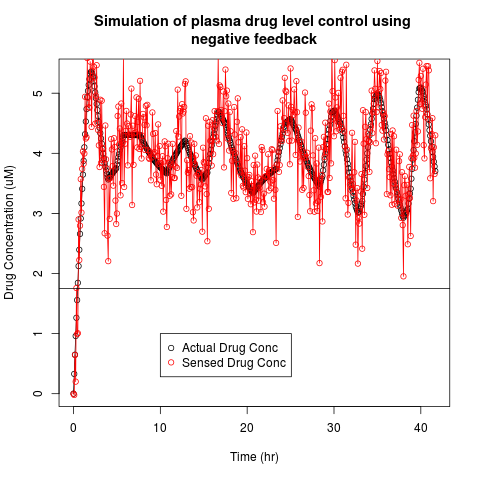 Simulation of plasma drug level control using
negative feedback
Drug Concentration (uM)
5
4
3
2
1
0
Actual Drug Conc
Sensed Drug Conc
0 10 20 30 40
Time (hr)